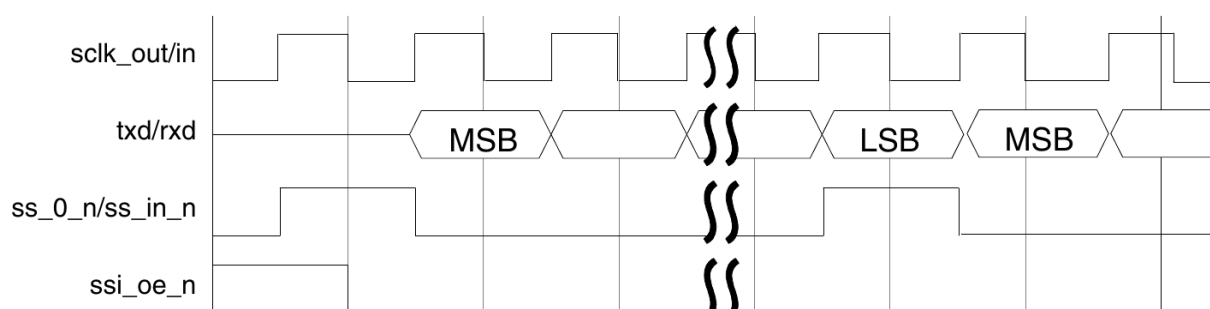 sclk_out/in
txd/rxd MSB LSB MSB
ss_0_n/ss_in_n
ssi_oe_n